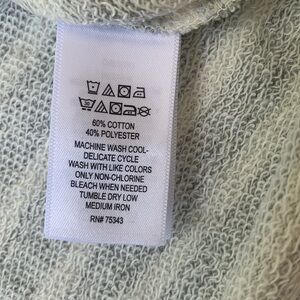 60% COTTON
40% POLYESTER
MACHINE WASH COOL-
DELICATE CYCLE
WASH WITH LIKE COLORS
ONLY NON-CHLORINE
BLEACH WHEN NEEDED
TUMBLE DRY LOW
MEDIUM IRON
RN# 75343